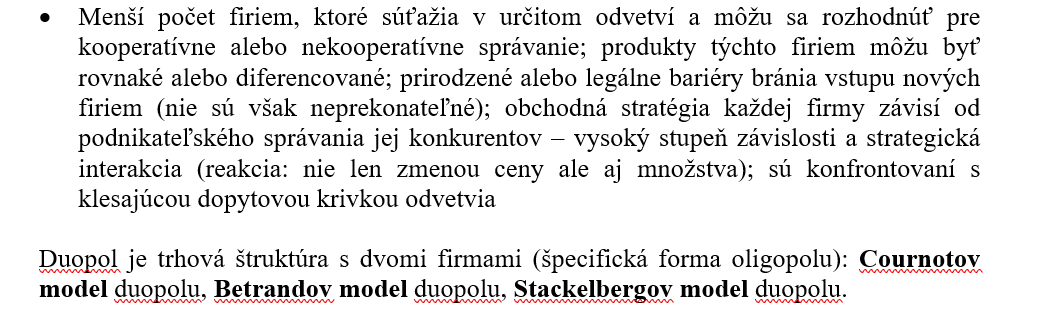 • Menší počet firiem, ktoré súťažia v určitom odvetví a môžu sa rozhodnúť pre
kooperatívne alebo nekooperatívne správanie; produkty týchto firiem môžu byť
rovnaké alebo diferencované; prirodzené alebo legálne bariéry bránia vstupu nových
firiem (nie sú však neprekonateľné); obchodná stratégia každej firmy závisí od
podnikateľského správania jej konkurentov – vysoký stupeň závislosti a strategická
interakcia (reakcia: nie len zmenou ceny ale aj množstva); sú konfrontovaní s
klesajúcou dopytovou krivkou odvetvia
Duopol je trhová štruktúra s dvomi firmami (špecifická forma oligopolu): Cournotov
model duopolu, Betrandov model duopolu, Stackelbergov model duopolu.